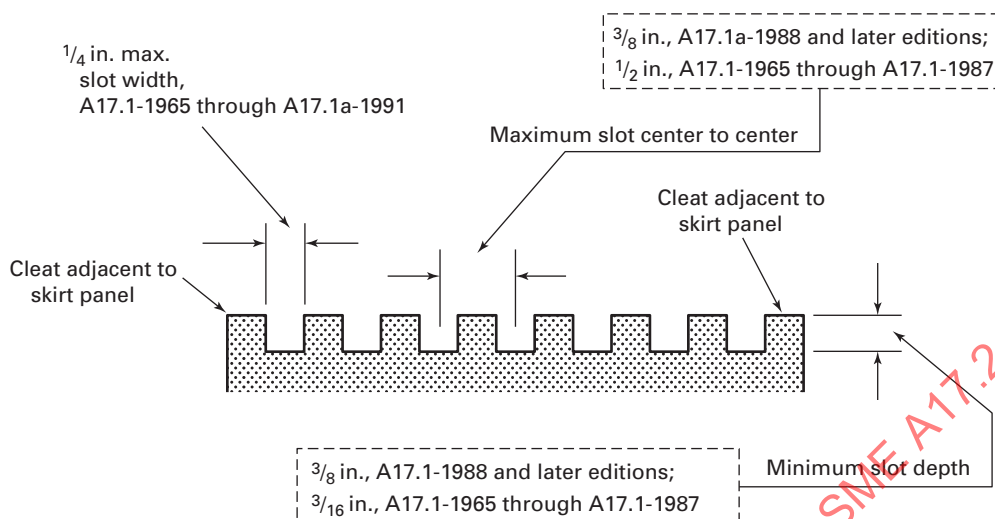 3/8 in., A17.1a-1988 and later editions;
1/2 in., A17.1-1965 through A17.1-1987
1/4 in. max.
slot width,
A17.1-1965 through A17.1a-1991
Maximum slot center to center
Cleat adjacent to
skirt panel
Cleat adjacent to
skirt panel
3/8 in., A17.1-1988 and later editions;
3/16 in., A17.1-1965 through A17.1-1987
Minimum slot depth
SME A17.2